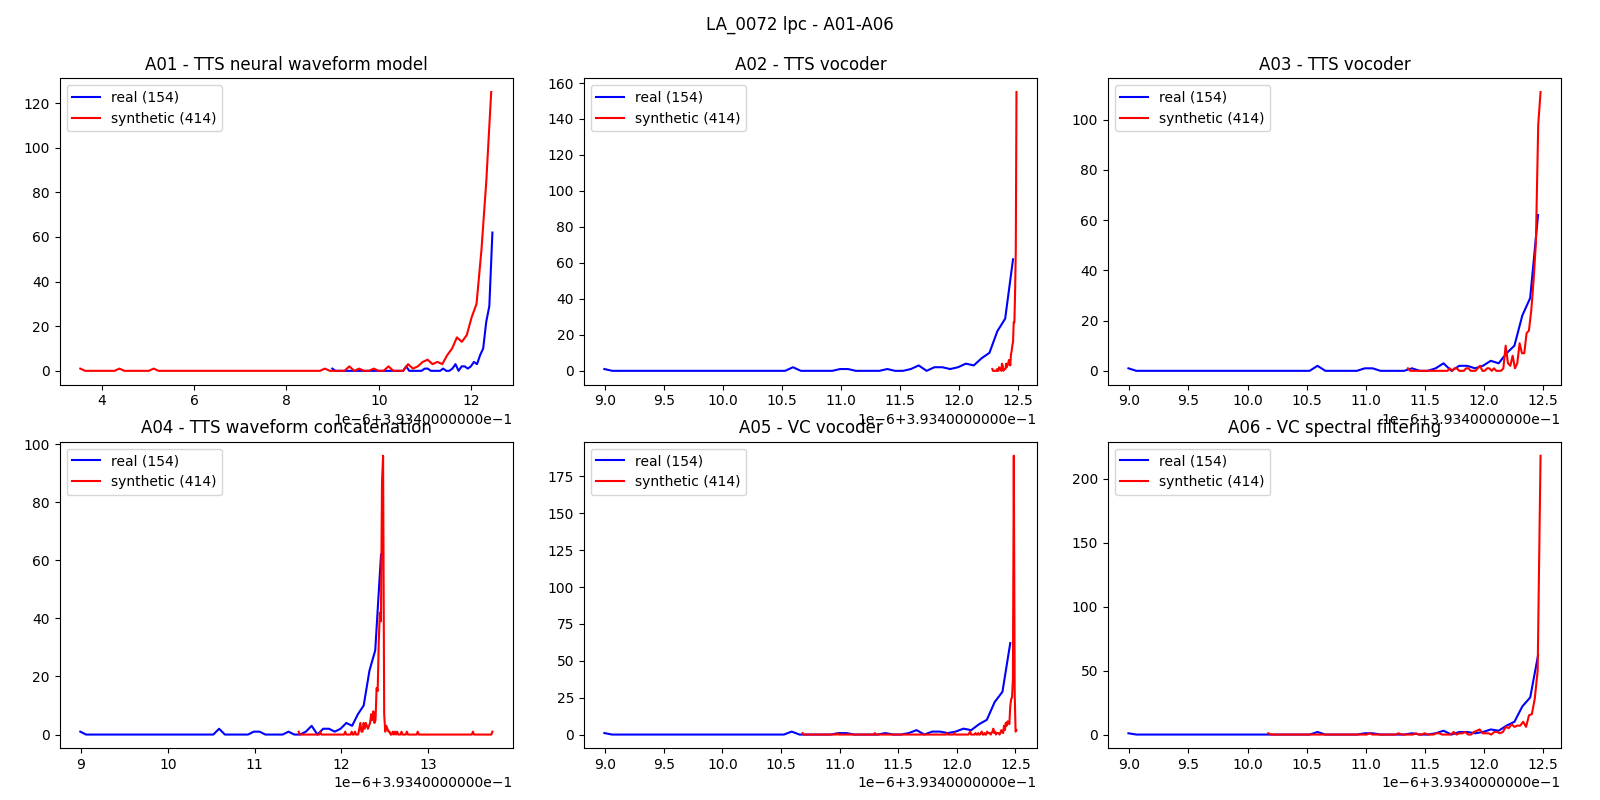 LA_0072 lpc - A01-A06
A01 - TTS neural waveform model
real (154)
synthetic (414)
120
100
80
60
40
20
0
4 6 8 10 12
1e-6+3.9340000000e-1
A02 - TTS vocoder
real (154)
synthetic (414)
160
140
120
100
80
60
40
20
0
9.0 9.5 10.0 10.5 11.0 11.5 12.0 12.5
1e-6+3.9340000000e-1
A03 - TTS vocoder
real (154)
synthetic (414)
100
80
60
40
20
0
9.0 9.5 10.0 10.5 11.0 11.5 12.0 12.5
1e-6+3.9340000000e-1
A04 - TTS waveform concatenation
real (154)
synthetic (414)
100
80
60
40
20
0
9 10 11 12 13
1e-6+3.9340000000e-1
A05 - VC vocoder
real (154)
synthetic (414)
175
150
125
100
75
50
25
0
9.0 9.5 10.0 10.5 11.0 11.5 12.0 12.5
1e-6+3.9340000000e-1
A06 - VC spectral filtering
real (154)
synthetic (414)
200
150
100
50
0
9.0 9.5 10.0 10.5 11.0 11.5 12.0 12.5
1e-6+3.9340000000e-1